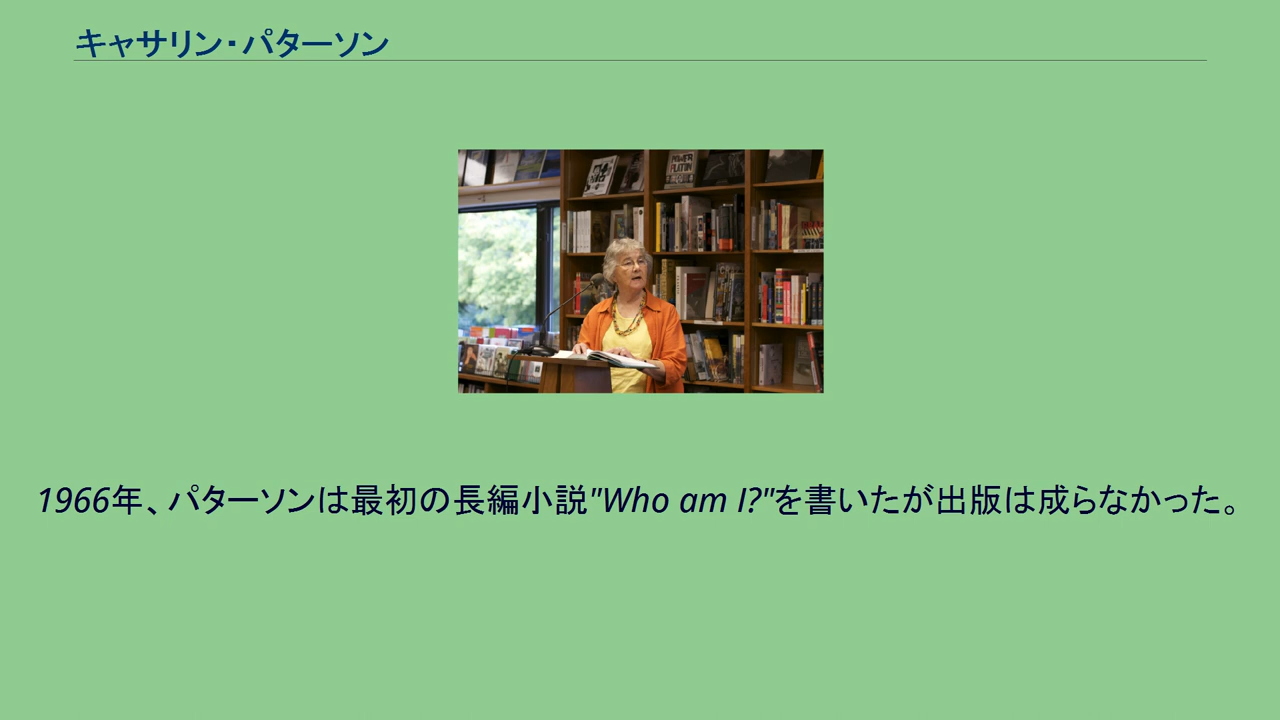 キャサリン・パターソン
1966年、パターソンは最初の長編小説"Who am I?"を書いたが出版は成らなかった。